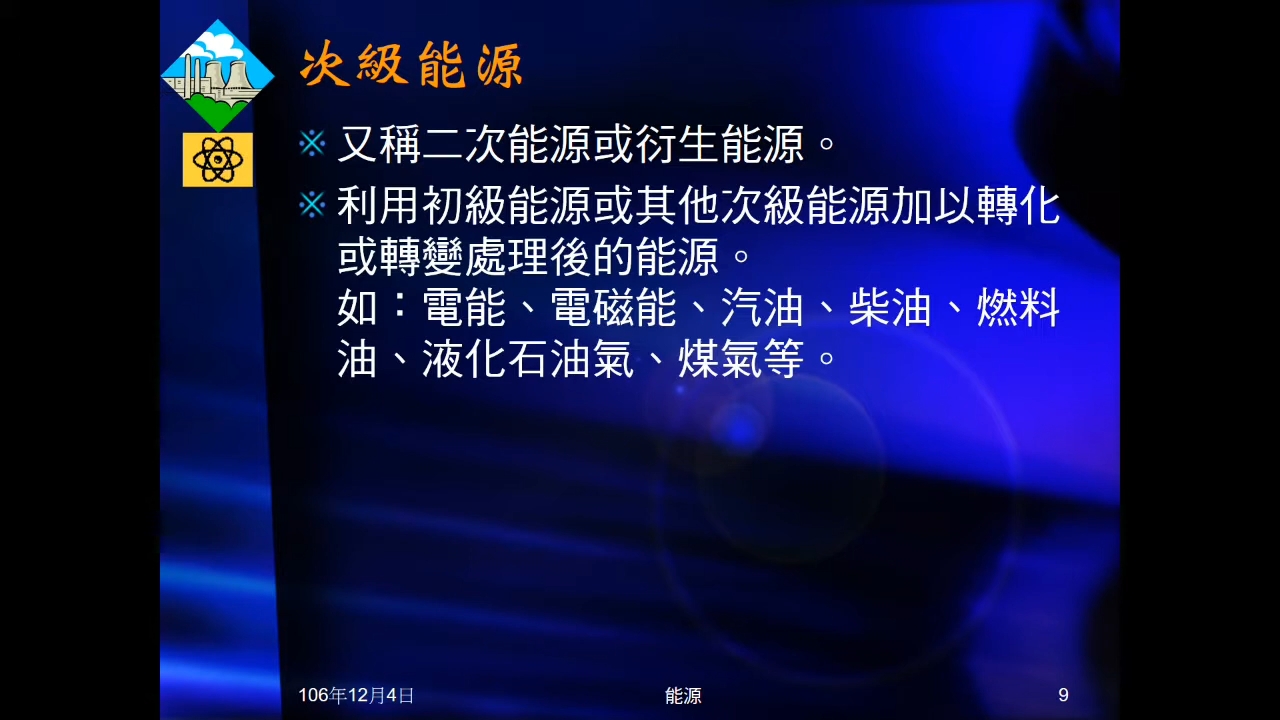 次級能源
※又稱二次能源或衍生能源。
※利用初級能源或其他次級能源加以轉化
或轉變處理後的能源。
如：電能、電磁能、汽油、柴油、燃料
油、液化石油氣、煤氣等。
106年12月4日
能源
9